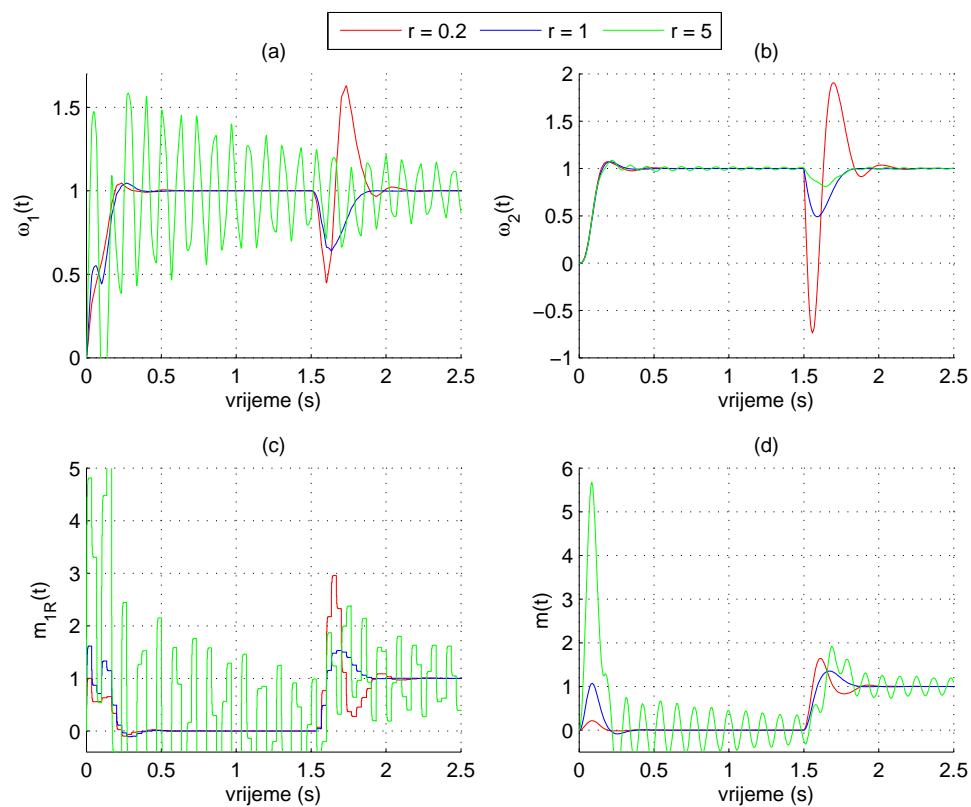 r = 0.2 r = 1 r = 5
(a)
1.5
1
0.5
0
ω1(t)
0 0.5 1 1.5 2 2.5
vrijeme (s)
(b)
2
1.5
1
0.5
0
−0.5
−1
ω2(t)
0 0.5 1 1.5 2 2.5
vrijeme (s)
(c)
5
4
3
2
1
0
m1R(t)
0 0.5 1 1.5 2 2.5
vrijeme (s)
(d)
6
5
4
3
2
1
0
m(t)
0 0.5 1 1.5 2 2.5
vrijeme (s)